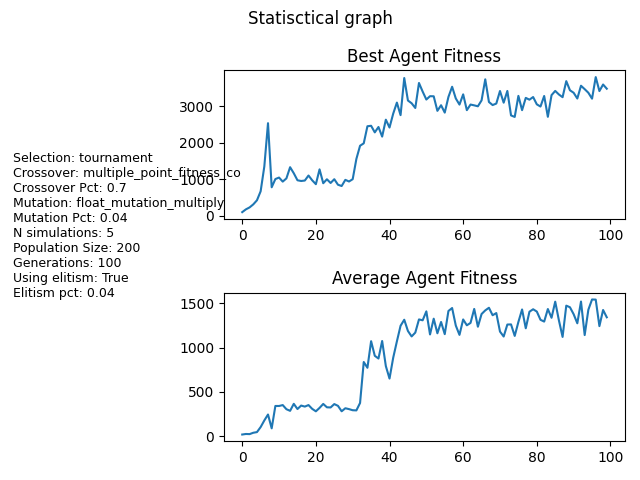 Statisctical graph
Best Agent Fitness
3000
2000
1000
0
0 20 40 60 80 100
Selection: tournament
Crossover: multiple_point_fitness_co
Crossover Pct: 0.7
Mutation: float_mutation_multiply
Mutation Pct: 0.04
N simulations: 5
Population Size: 200
Generations: 100
Using elitism: True
Elitism pct: 0.04
Average Agent Fitness
1500
1000
500
0
0 20 40 60 80 100